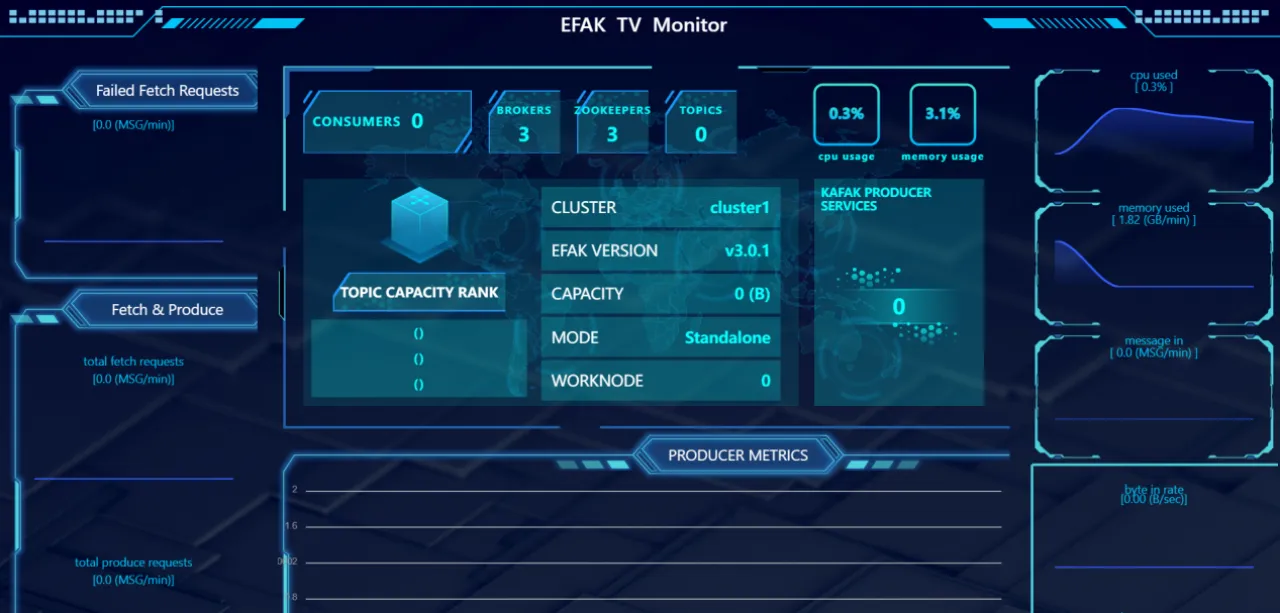 EFAK TV Monitor
Failed Fetch Requests
[0.0 (MSG/min)]
Fetch & Produce
total fetch requests
[0.0 (MSG/min)]
total produce requests
[0.0 (MSG/min)]
CONSUMERS 0
BROKERS
3
ZOOKEEPERS
3
TOPICS
0
0.3%
cpu usage
3.1%
memory usage
TOPIC CAPACITY RANK
()
()
()
CLUSTER cluster1
EFAK VERSION v3.0.1
CAPACITY 0 (B)
MODE Standalone
WORKNODE 0
KAFAK PRODUCER
SERVICES
0
PRODUCER METRICS
2
1.6
cpu used
[ 0.3% ]
memory used
[ 1.82 (GB/min) ]
message in
[ 0.0 (MSG/min) ]
byte in rate
[0.00 (B/sec)]